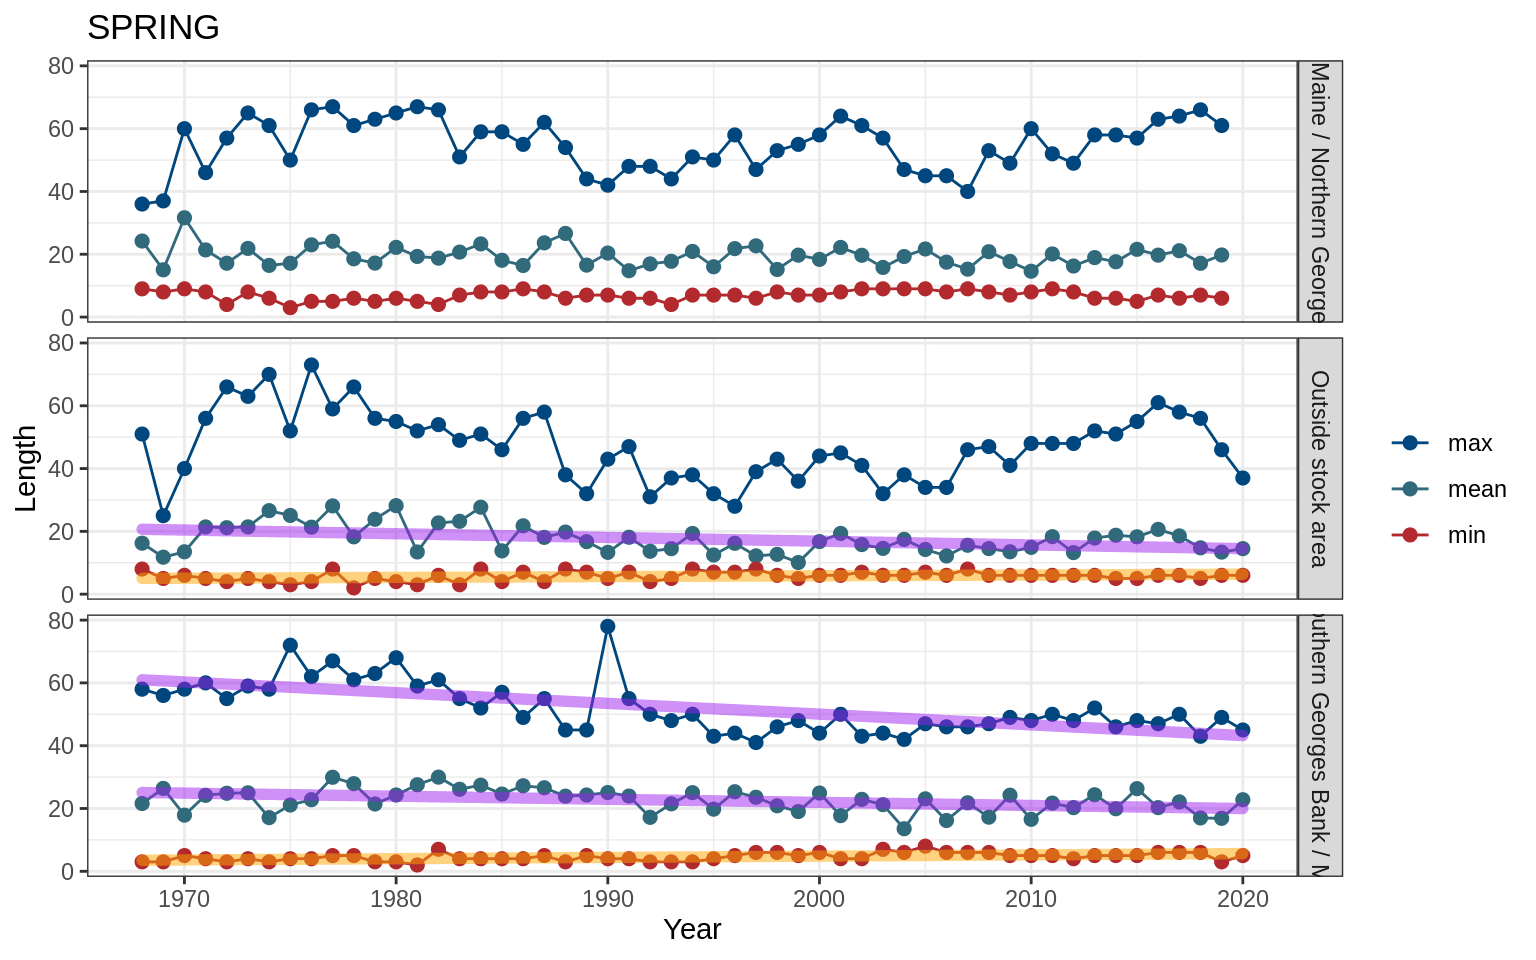 SPRING
80
60
40
20
0
Maine / Northern George
80
60
40
20
0
Outside stock area
80
60
40
20
0
Georges Bank /
Length
1970 1980 1990 2000 2010 2020
Year
max
mean
min